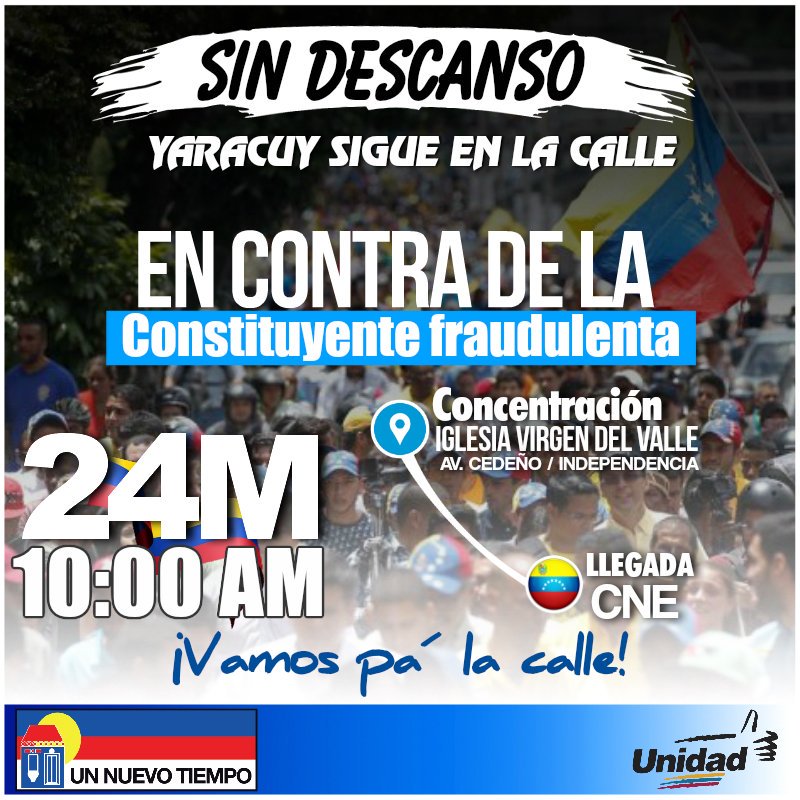 SIN DESCANSO
YARACUY SIGUE EN LA CALLE
EN CONTRA DE LA
Constituyente fraudulenta
Concentración
IGLESIA VIRGEN DEL VALLE
AV. CEDEÑO / INDEPENDENCIA
24M
10:00 AM
LLEGADA
CNE
¡Vamos pa´ la calle!
UN NUEVO TIEMPO
Unidad